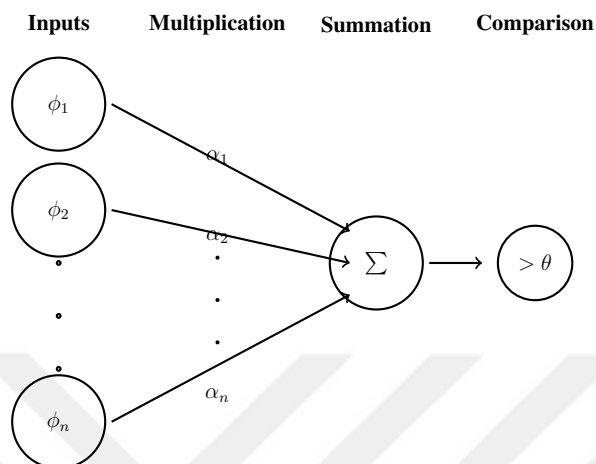 Inputs Multiplication Summation Comparison
ϕ₁
α₁
ϕ₂
α₂
∑
> θ
αₙ
ϕₙ